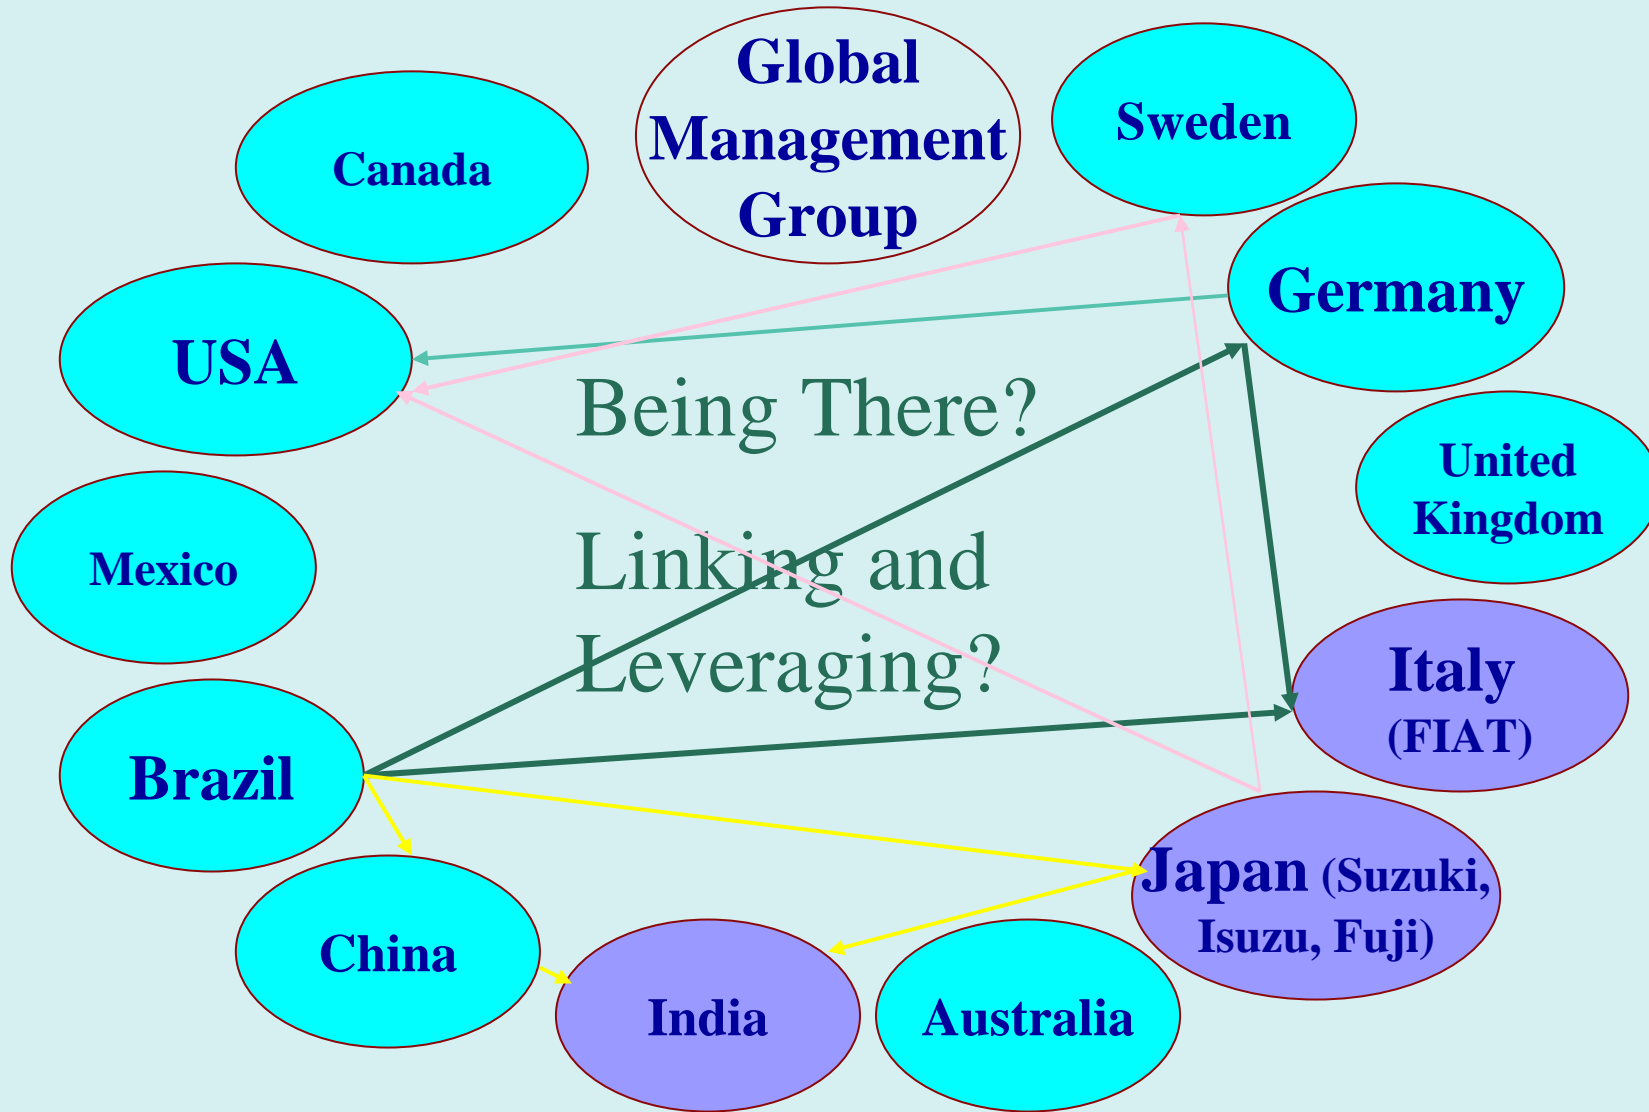 Global
Management
Group
Sweden
Canada
Germany
USA
Being There?
United
Kingdom
Linking and
Leveraging?
Mexico
Italy
(FIAT)
Brazil
Japan (Suzuki,
Isuzu, Fuji)
China
India
Australia